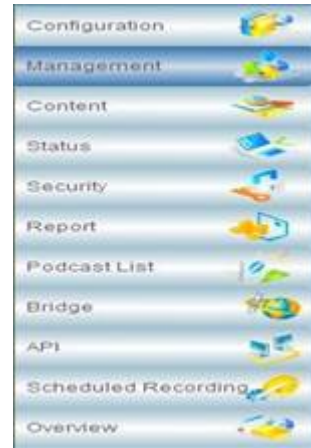 Configuration
Management
Content
Status
Security
Report
Podcast List
Bridge
API
Scheduled Recording
Overview